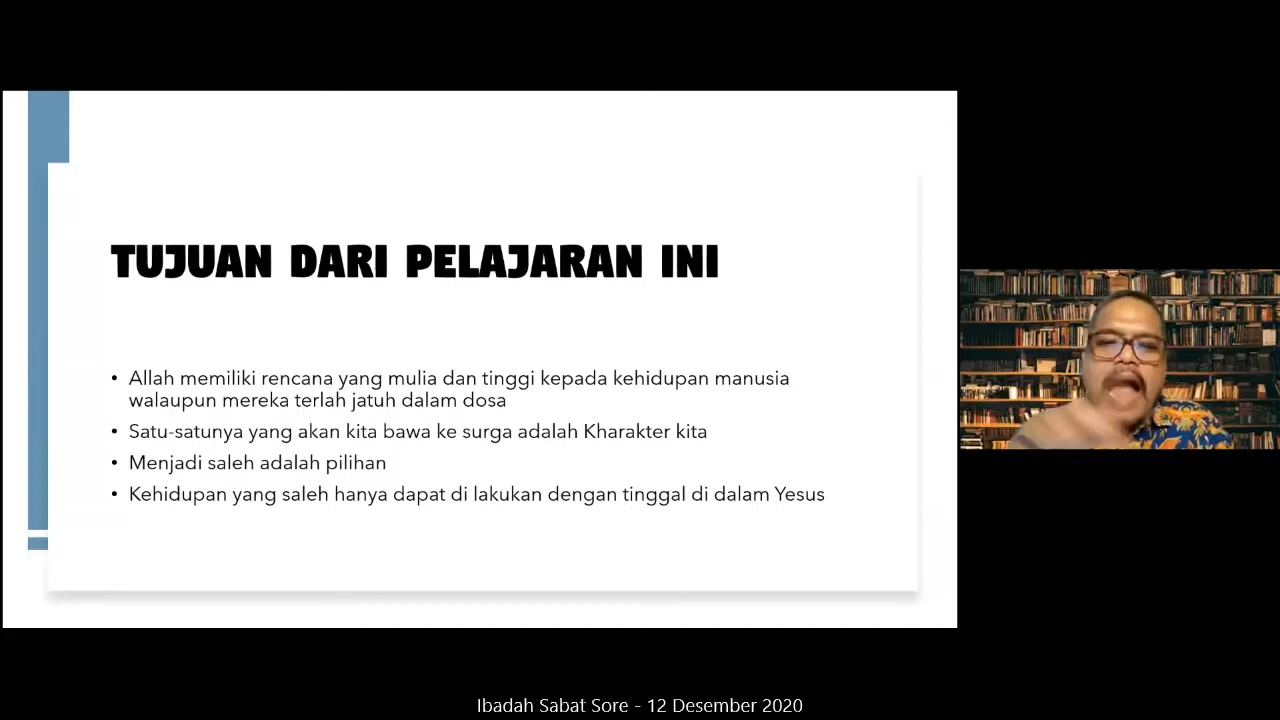 TUJUAN DARI PELAJARAN INI
• Allah memiliki rencana yang mulia dan tinggi kepada kehidupan manusia
walaupun mereka terlah jatuh dalam dosa
• Satu-satunya yang akan kita bawa ke surga adalah Kharakter kita
• Menjadi saleh adalah pilihan
• Kehidupan yang saleh hanya dapat di lakukan dengan tinggal di dalam Yesus
Ibadah Sabat Sore - 12 Desember 2020